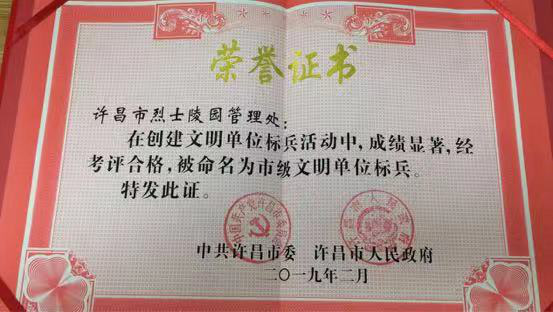 荣誉证书
许昌市烈士陵园管理处：
在创建文明单位标兵活动中，成绩显著，经
考评合格，被命名为市级文明单位标兵。
特发此证。
中共许昌市委 许昌市人民政府
二〇一九年二月